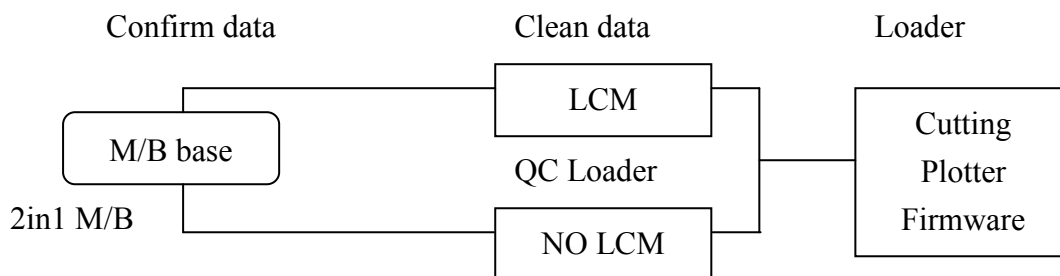 Confirm data
Clean data
Loader
LCM
M/B base
QC Loader
2in1 M/B
NO LCM
Cutting
Plotter
Firmware